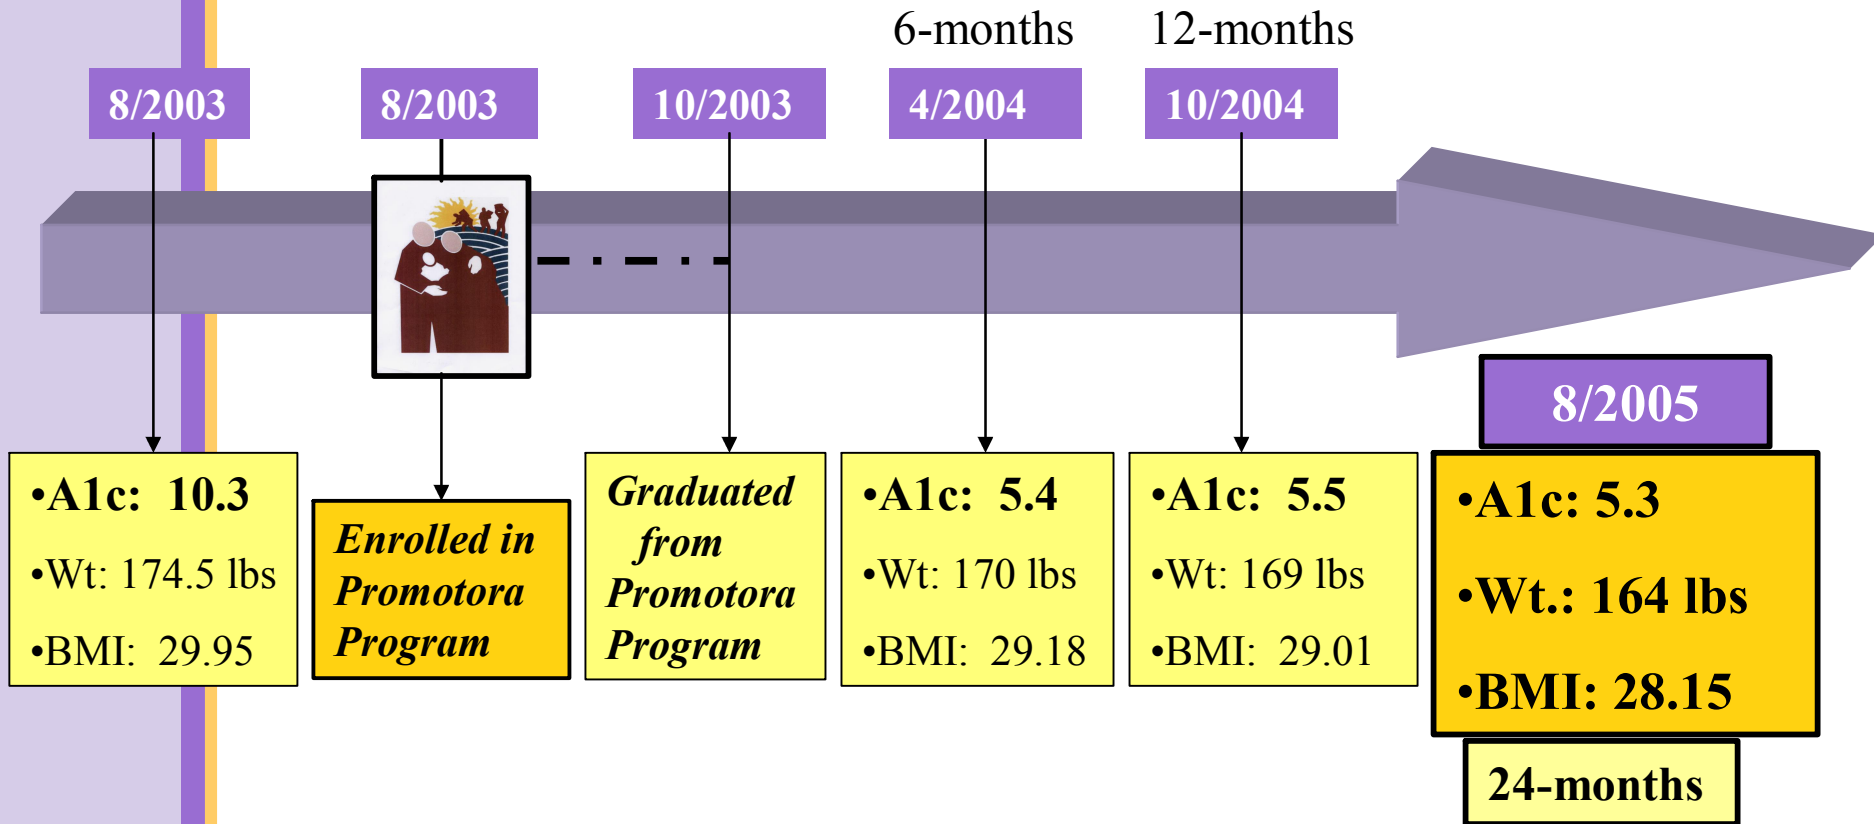 6-months
12-months
8/2003
8/2003
10/2003
4/2004
10/2004
•A1c:  10.3
•Wt: 174.5 lbs
•BMI:  29.95
Enrolled in
Promotora
Program
Graduated
from
Promotora
Program
•A1c:  5.4
•Wt: 170 lbs
•BMI:  29.18
•A1c:  5.5
•Wt: 169 lbs
•BMI:  29.01
8/2005
•A1c: 5.3
•Wt.: 164 lbs
•BMI: 28.15
24-months